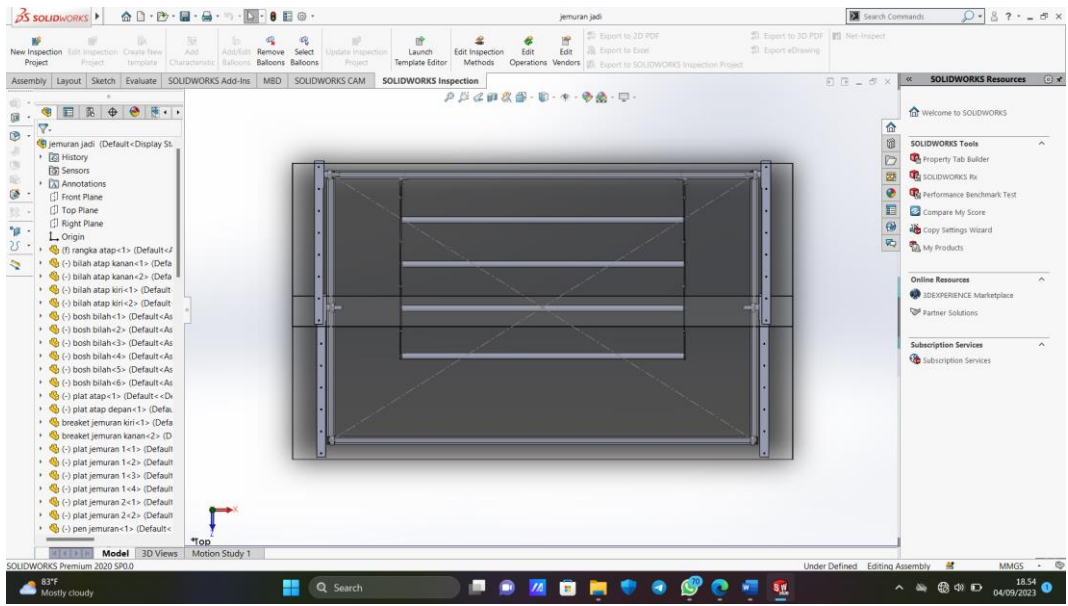 SOLIDWORKS
jemuran jadi
Search Commands
New Inspection Project
Edit Inspection Project
Create New template
Add Characteristic
Add/Edit Balloons
Remove Balloons
Select Balloons
Update Inspection Project
Launch Template Editor
Edit Inspection Methods
Edit Operations
Edit Vendors
Export to 2D PDF
Export to Excel
Export to SOLIDWORKS Inspection Project
Export to 3D PDF
Export eDrawing
Net-Inspect
Assembly Layout Sketch Evaluate SOLIDWORKS Add-Ins MBD SOLIDWORKS CAM SOLIDWORKS Inspection
jemuran jadi (Default<Display St
History
Sensors
Annotations
Front Plane
Top Plane
Right Plane
Origin
(f) rangka atap<1> (Default<
(-) bilah atap kanan<1> (Defa
(-) bilah atap kanan<2> (Defa
(-) bilah atap kiri<1> (Default
(-) bilah atap kiri<2> (Default
(-) bosh bilah<1> (Default<As
(-) bosh bilah<2> (Default<As
(-) bosh bilah<3> (Default<As
(-) bosh bilah<4> (Default<As
(-) bosh bilah<5> (Default<As
(-) bosh bilah<6> (Default<As
(-) plat atap<1> (Default<<De
(-) plat atap depan<1> (Defau
breaket jemuran kiri<1> (Defa
breaket jemuran kanan<2> (D
(-) plat jemuran 1<1> (Default
(-) plat jemuran 1<2> (Default
(-) plat jemuran 1<3> (Default
(-) plat jemuran 1<4> (Default
(-) plat jemuran 2<1> (Default
(-) plat jemuran 2<2> (Default
(-) pen jemuran<1> (Default<
X
Z
*Top
SOLIDWORKS Resources
Welcome to SOLIDWORKS
SOLIDWORKS Tools
Property Tab Builder
SOLIDWORKS Rx
Performance Benchmark Test
Compare My Score
Copy Settings Wizard
My Products
Online Resources
3DEXPERIENCE Marketplace
Partner Solutions
Subscription Services
Subscription Services
Model 3D Views Motion Study 1
SOLIDWORKS Premium 2020 SP0.0
Under Defined Editing Assembly MMGS
83°F
Mostly cloudy
Search
70
18.54
04/09/2023